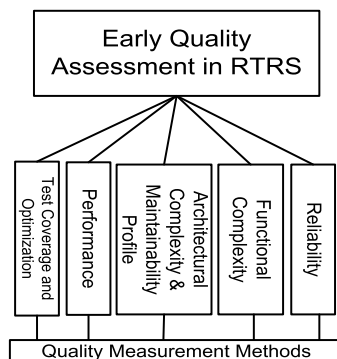 Early Quality
Assessment in RTRS
Test Coverage and
Optimization
Performance
Architectural
Complexity &
Maintainability
Profile
Functional
Complexity
Reliability
Quality Measurement Methods